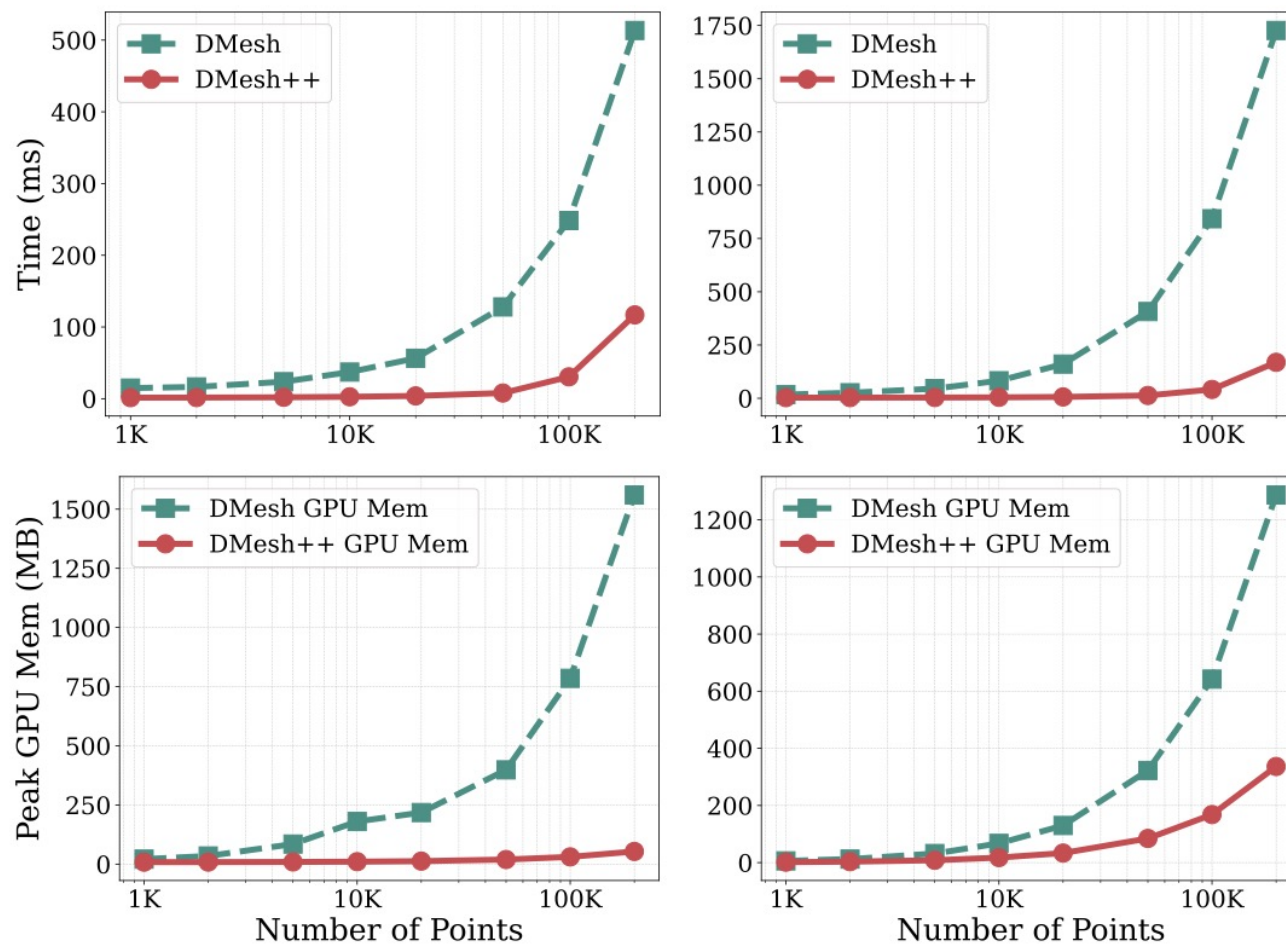 DMesh
DMesh++
Time (ms)
500
400
300
200
100
0
1K
10K
100K
DMesh
DMesh++
1750
1500
1250
1000
750
500
250
0
1K
10K
100K
DMesh GPU Mem
DMesh++ GPU Mem
Peak GPU Mem (MB)
1500
1250
1000
750
500
250
0
1K
10K
100K
Number of Points
DMesh GPU Mem
DMesh++ GPU Mem
1200
1000
800
600
400
200
0
1K
10K
100K
Number of Points